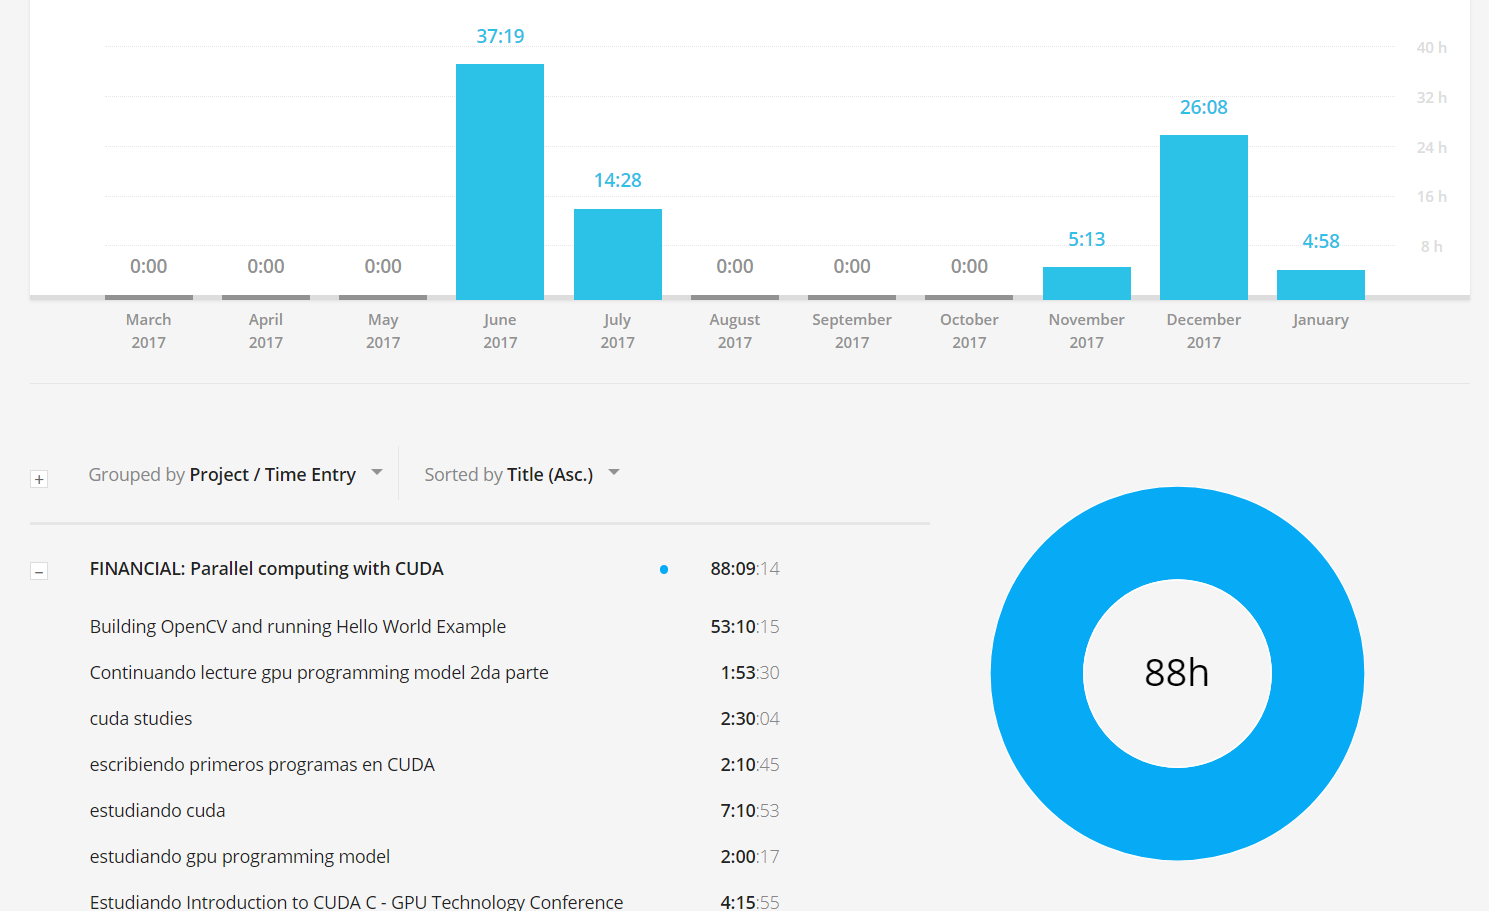 37:19
40 h
32 h
26:08
24 h
14:28
16 h
5:13
4:58
8 h
0:00 0:00 0:00 0:00 0:00 0:00
March 2017
April 2017
May 2017
June 2017
July 2017
August 2017
September 2017
October 2017
November 2017
December 2017
January
+ Grouped by Project / Time Entry Sorted by Title (Asc.)
− FINANCIAL: Parallel computing with CUDA 88:09:14
Building OpenCV and running Hello World Example 53:10:15
Continuando lecture gpu programming model 2da parte 1:53:30
cuda studies 2:30:04
escribiendo primeros programas en CUDA 2:10:45
estudiando cuda 7:10:53
estudiando gpu programming model 2:00:17
Estudiando Introduction to CUDA C - GPU Technology Conference 4:15:55
88h